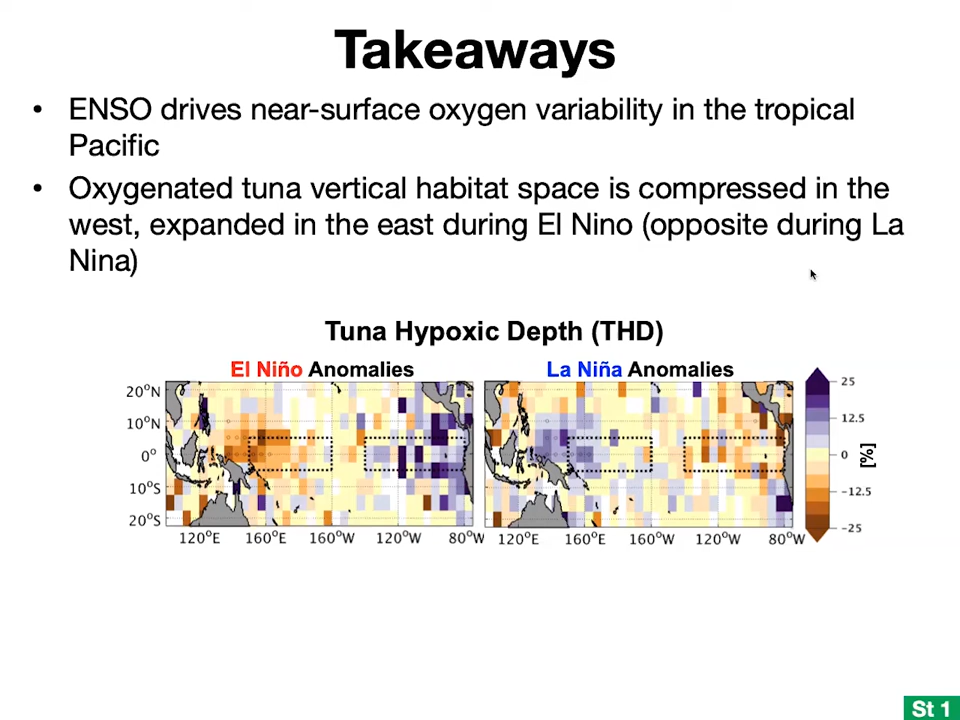 Takeaways
• ENSO drives near-surface oxygen variability in the tropical
Pacific
• Oxygenated tuna vertical habitat space is compressed in the
west, expanded in the east during El Nino (opposite during La
Nina)
Tuna Hypoxic Depth (THD)
El Niño Anomalies La Niña Anomalies
20°N
10°N
0°
10°S
20°S
120°E 160°E 160°W 120°W 80°W
120°E 160°E 160°W 120°W 80°W
25
12.5
0
-12.5
-25
[%]
St 1